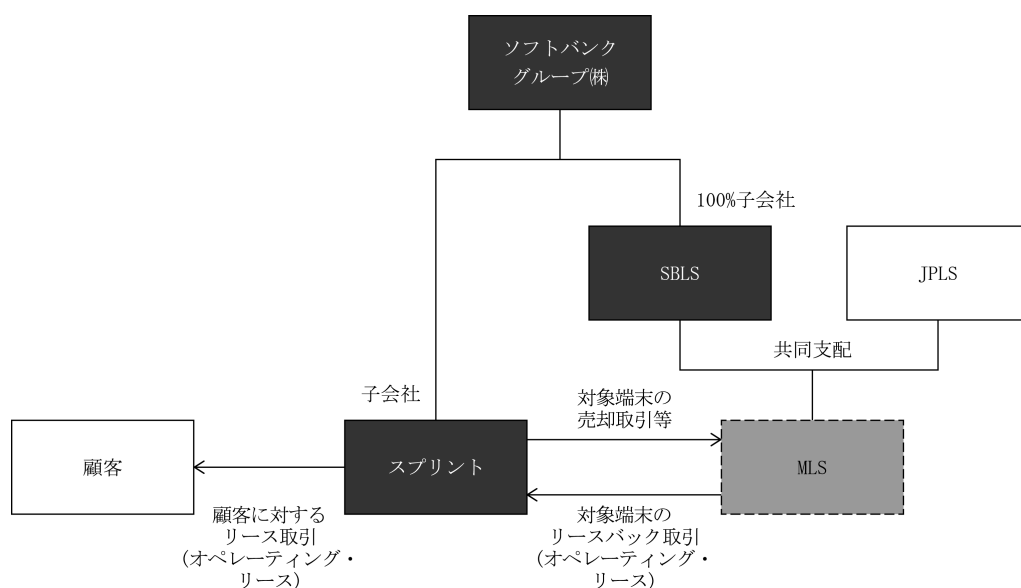 ソフトバンク
グループ㈱
100%子会社
SBLS
JPLS
共同支配
子会社
対象端末の
売却取引等
顧客
スプリント
MLS
顧客に対する
リース取引
(オペレーティング・
リース)
対象端末の
リースバック取引
(オペレーティング・
リース)